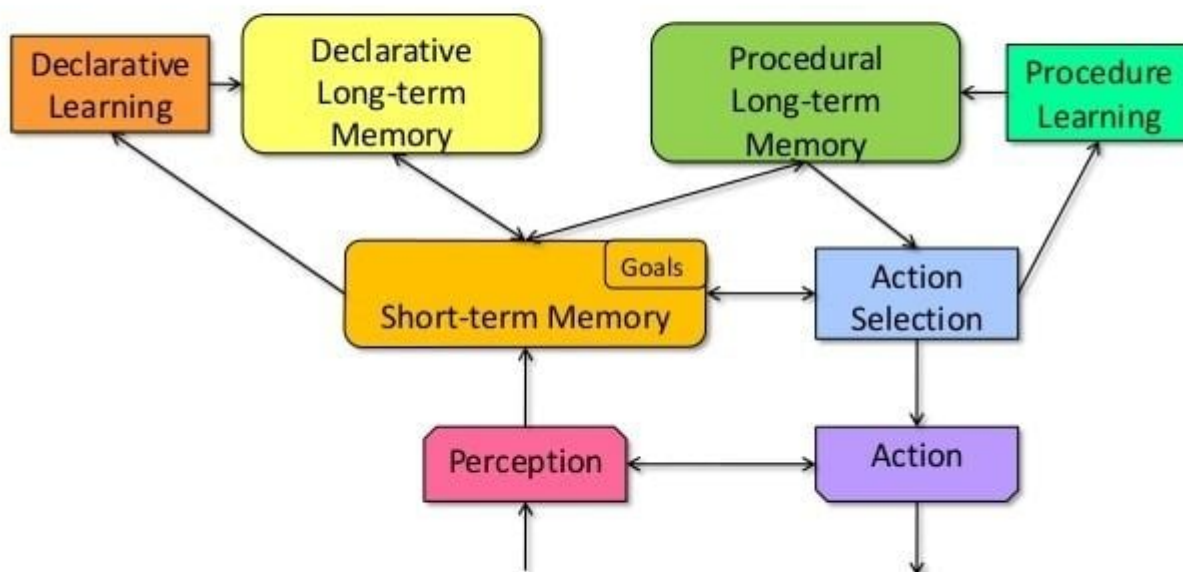 Declarative
Learning
Declarative
Long-term
Memory
Procedural
Long-term
Memory
Procedure
Learning
Goals
Short-term Memory
Action
Selection
Perception
Action